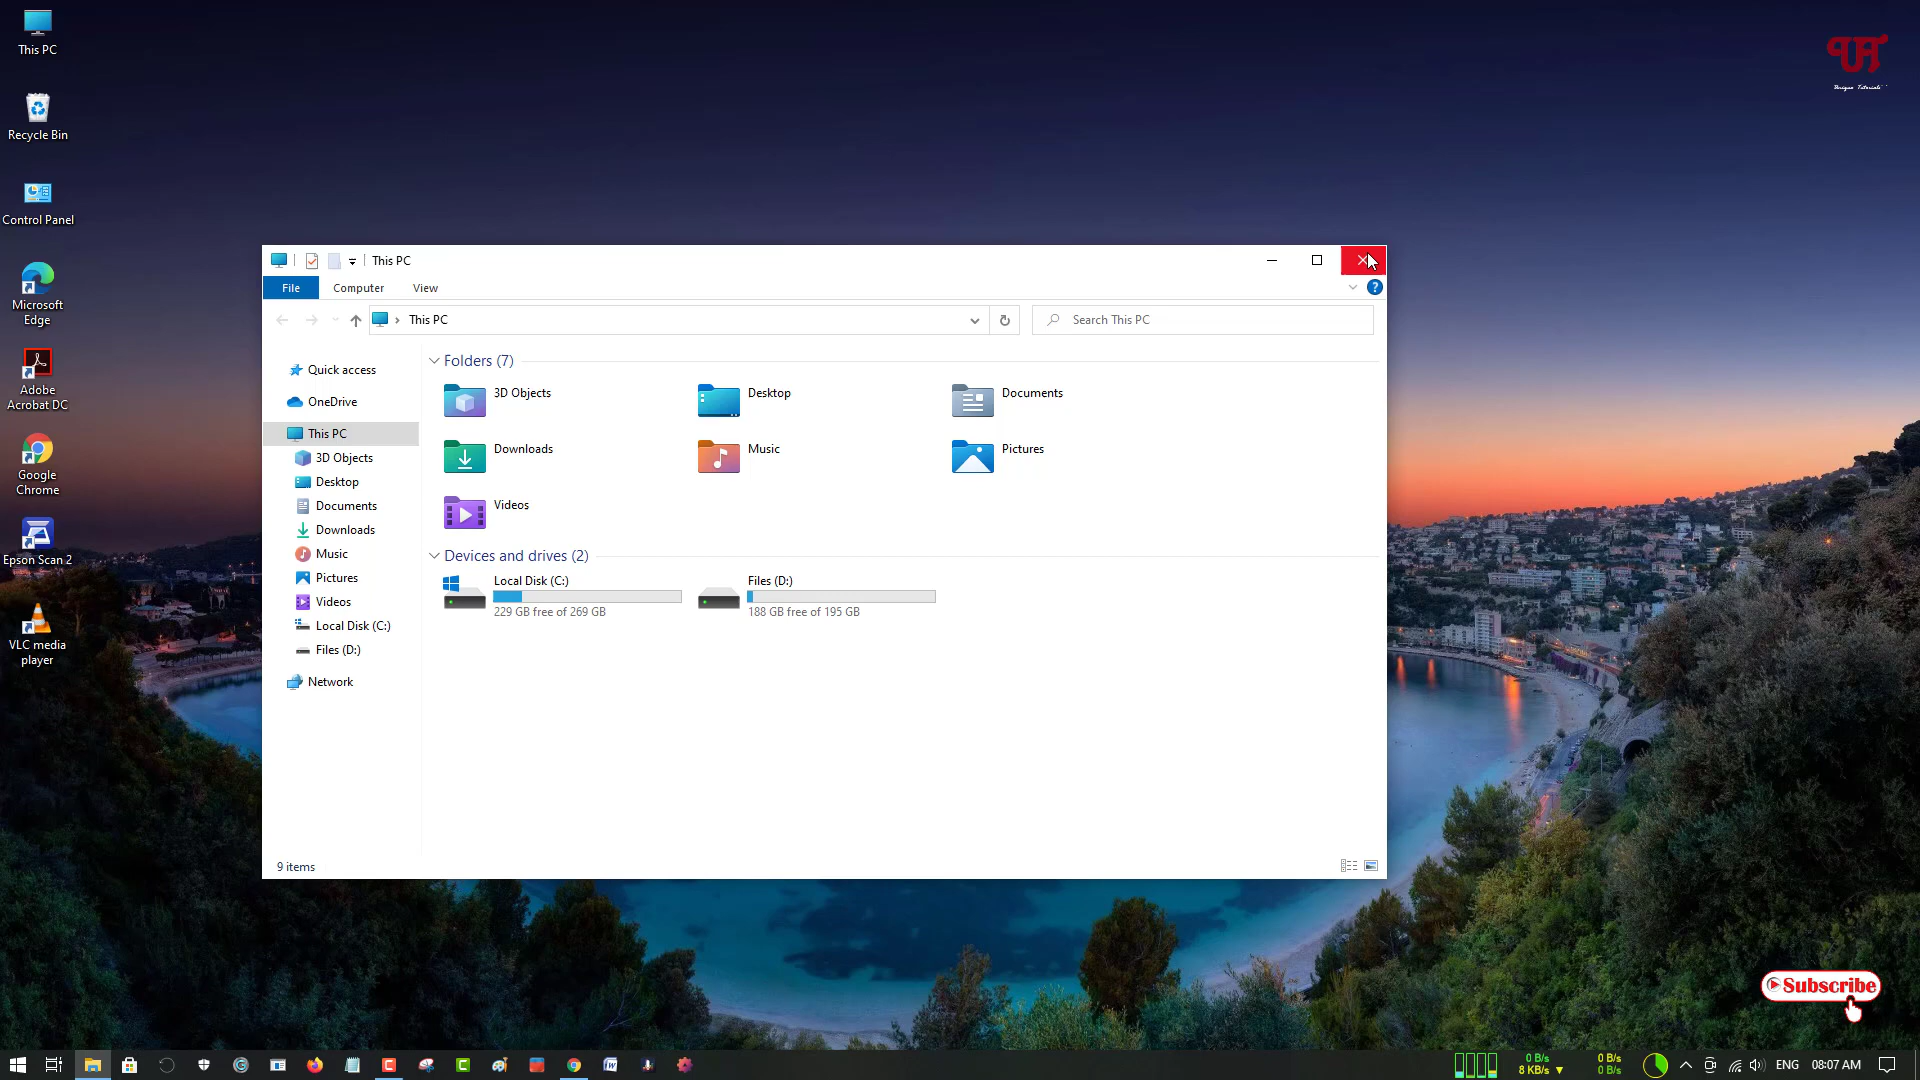 This PC
Recycle Bin
Control Panel
Microsoft
Edge
Adobe
Acrobat DC
Google
Chrome
Epson Scan 2
VLC media
player
UT
Unique Tutorials
This PC
File
Computer
View
?
This PC
Search This PC
Quick access
OneDrive
This PC
3D Objects
Desktop
Documents
Downloads
Music
Pictures
Videos
Local Disk (C:)
Files (D:)
Network
Folders (7)
3D Objects
Desktop
Documents
Downloads
Music
Pictures
Videos
Devices and drives (2)
Local Disk (C:)
229 GB free of 269 GB
Files (D:)
188 GB free of 195 GB
9 items
Subscribe
0 B/s
8 KB/s
0 B/s
0 B/s
ENG
08:07 AM